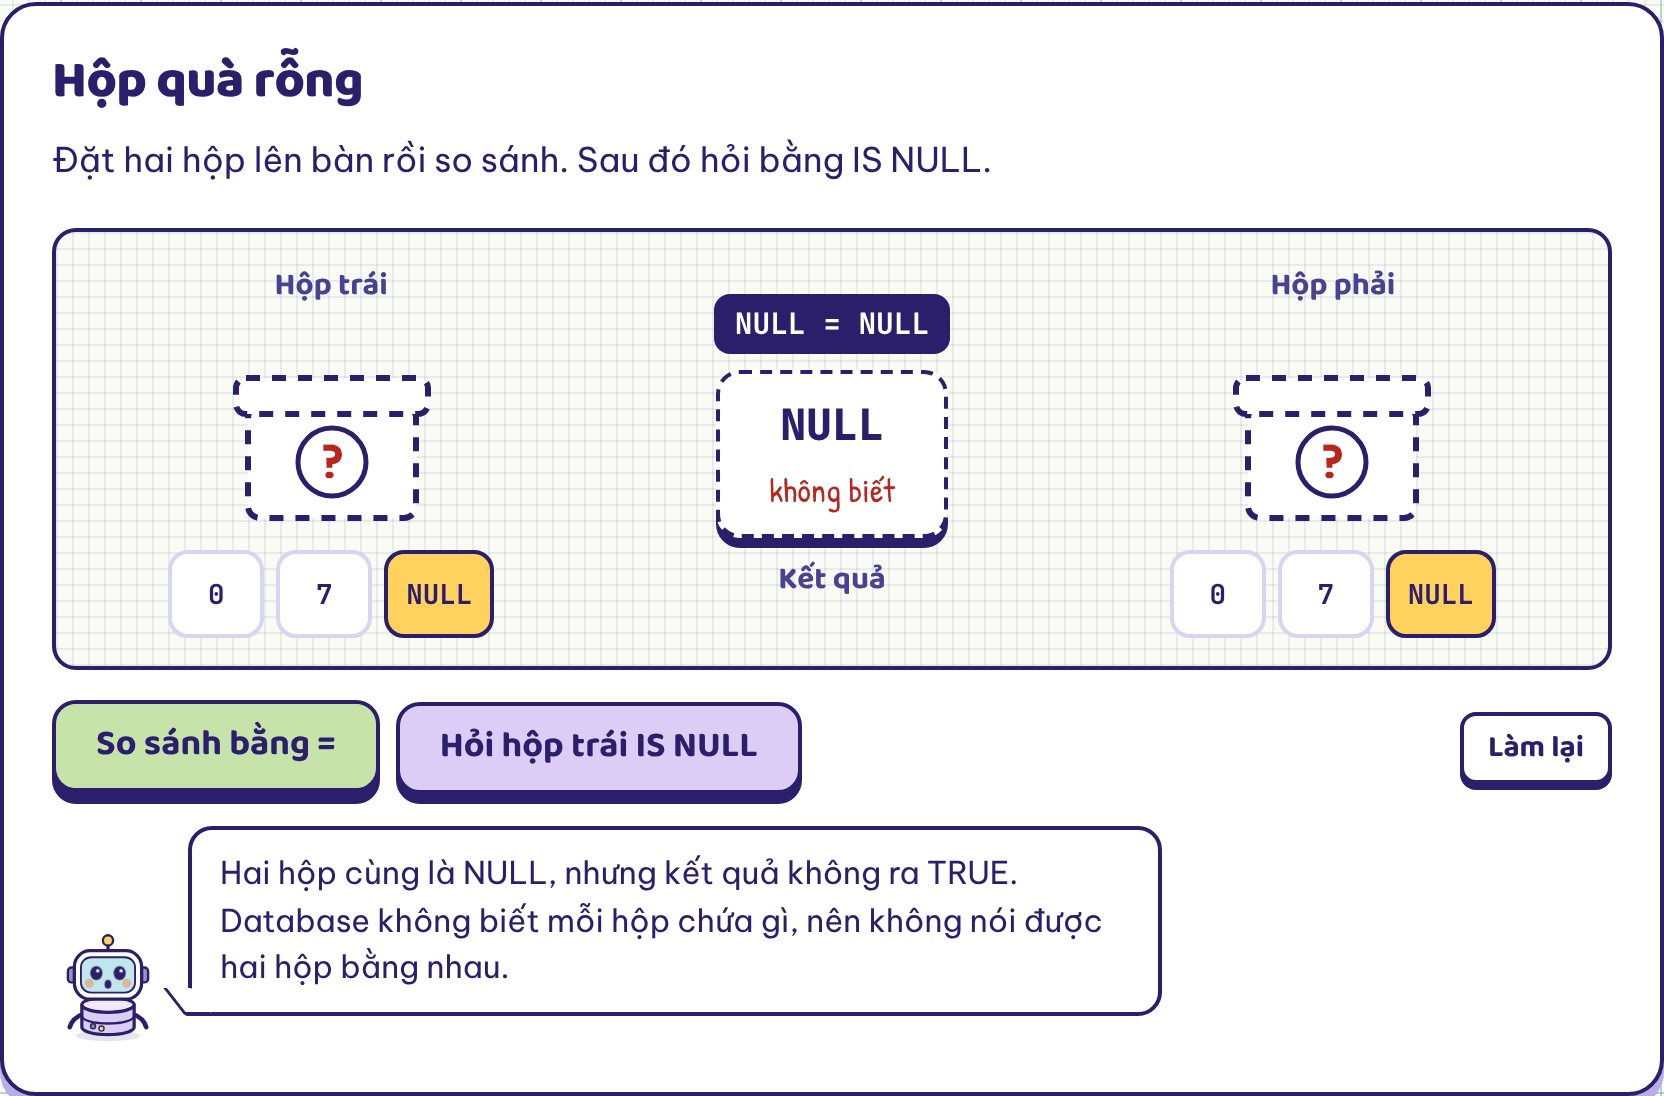 Hộp quà rỗng
Đặt hai hộp lên bàn rồi so sánh. Sau đó hỏi bằng IS NULL.
Hộp trái
Hộp phải
NULL = NULL
NULL
không biết
Kết quả
?
?
0 7 NULL
0 7 NULL
So sánh bằng =
Hỏi hộp trái IS NULL
Làm lại
Hai hộp cùng là NULL, nhưng kết quả không ra TRUE.
Database không biết mỗi hộp chứa gì, nên không nói được
hai hộp bằng nhau.